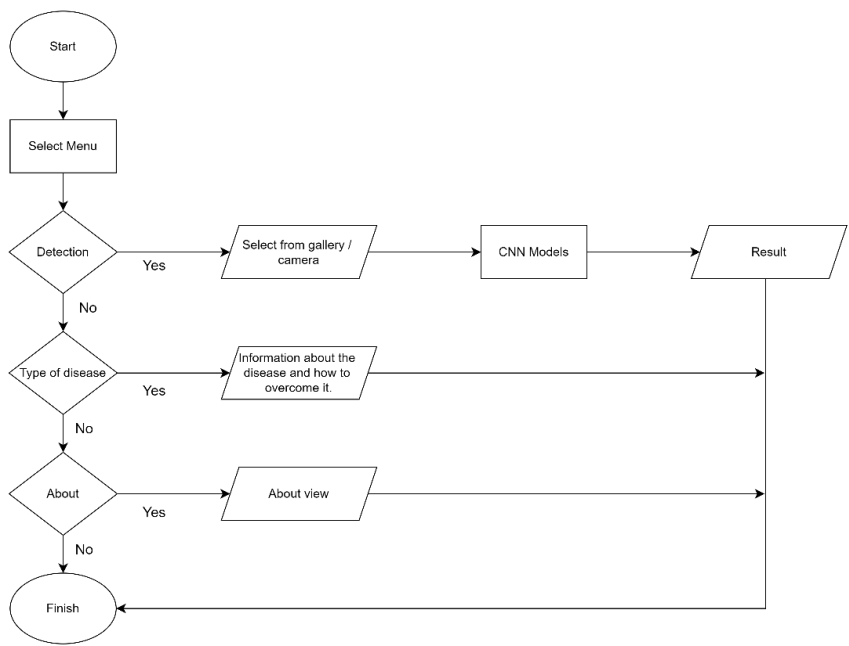 Start
Select Menu
Detection
Yes
Select from gallery /
camera
CNN Models
Result
No
Type of disease
Yes
Information about the
disease and how to
overcome it.
No
About
Yes
About view
No
Finish